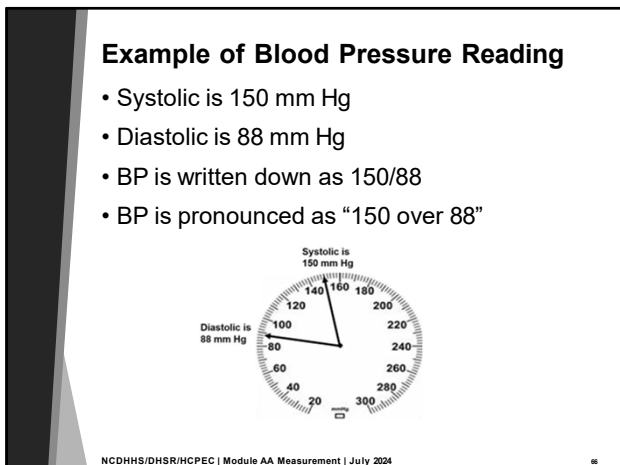 Example of Blood Pressure Reading
• Systolic is 150 mm Hg
• Diastolic is 88 mm Hg
• BP is written down as 150/88
• BP is pronounced as “150 over 88”
Systolic is
150 mm Hg
Diastolic is
88 mm Hg
20
40
60
80
100
120
140
160
180
200
220
240
260
280
300
mmHg
NCDHHS/DHSR/HCPEC | Module AA Measurement | July 2024
66